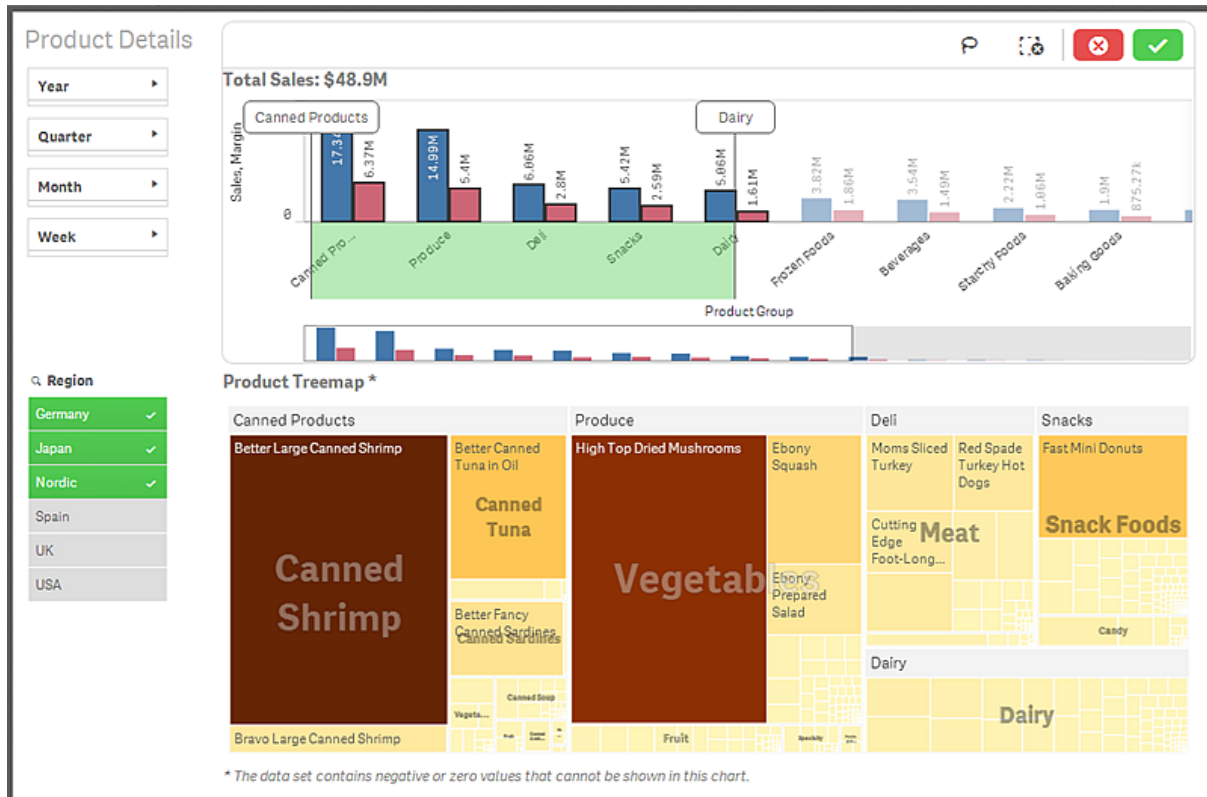 Product Details
Year
Quarter
Month
Week
Total Sales: $48.9M
Canned Products
Dairy
Sales, Margin
0
6.37M
14.99M
5.4M
6.06M
2.8M
5.42M
2.59M
5.06M
1.61M
3.82M
1.86M
3.54M
1.49M
2.22M
1.06M
1.9M
875.27k
Canned Pro...
Produce
Deli
Snacks
Dairy
Frozen Foods
Beverages
Starchy Foods
Baking Goods
Product Group
Region
Germany
Japan
Nordic
Spain
UK
USA
Product Treemap *
Canned Products
Produce
Deli
Snacks
Better Large Canned Shrimp
Canned
Shrimp
Bravo Large Canned Shrimp
Better Canned
Tuna in Oil
Canned
Tuna
Better Fancy
Canned Sardines
Canned Sardines
Canned Soup
Vegeta...
Fruit
High Top Dried Mushrooms
Vegetables
Ebony
Squash
Ebony
Prepared
Salad
Fruit
Specialty
Moms Sliced
Turkey
Red Spade
Turkey Hot
Dogs
Cutting
Edge
Foot-Long...
Meat
Fast Mini Donuts
Snack Foods
Candy
Dairy
Dairy
* The data set contains negative or zero values that cannot be shown in this chart.